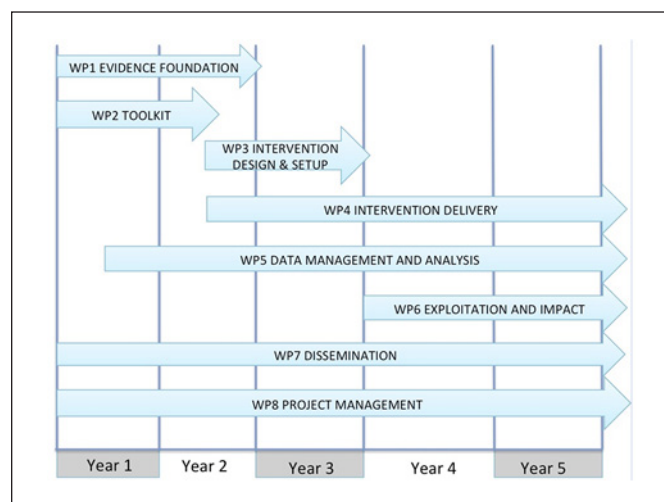 WP1 EVIDENCE FOUNDATION
WP2 TOOLKIT
WP3 INTERVENTION
DESIGN & SETUP
WP4 INTERVENTION DELIVERY
WP5 DATA MANAGEMENT AND ANALYSIS
WP6 EXPLOITATION AND IMPACT
WP7 DISSEMINATION
WP8 PROJECT MANAGEMENT
Year 1 Year 2 Year 3 Year 4 Year 5